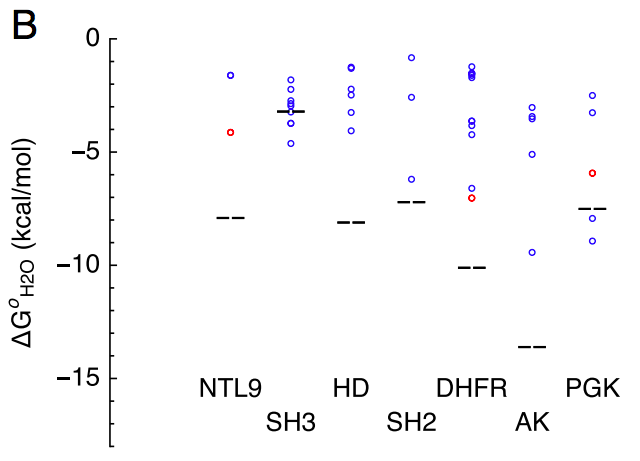 B
0
−5
−10
−15
ΔG°H2O (kcal/mol)
NTL9 HD DHFR PGK
SH3 SH2 AK